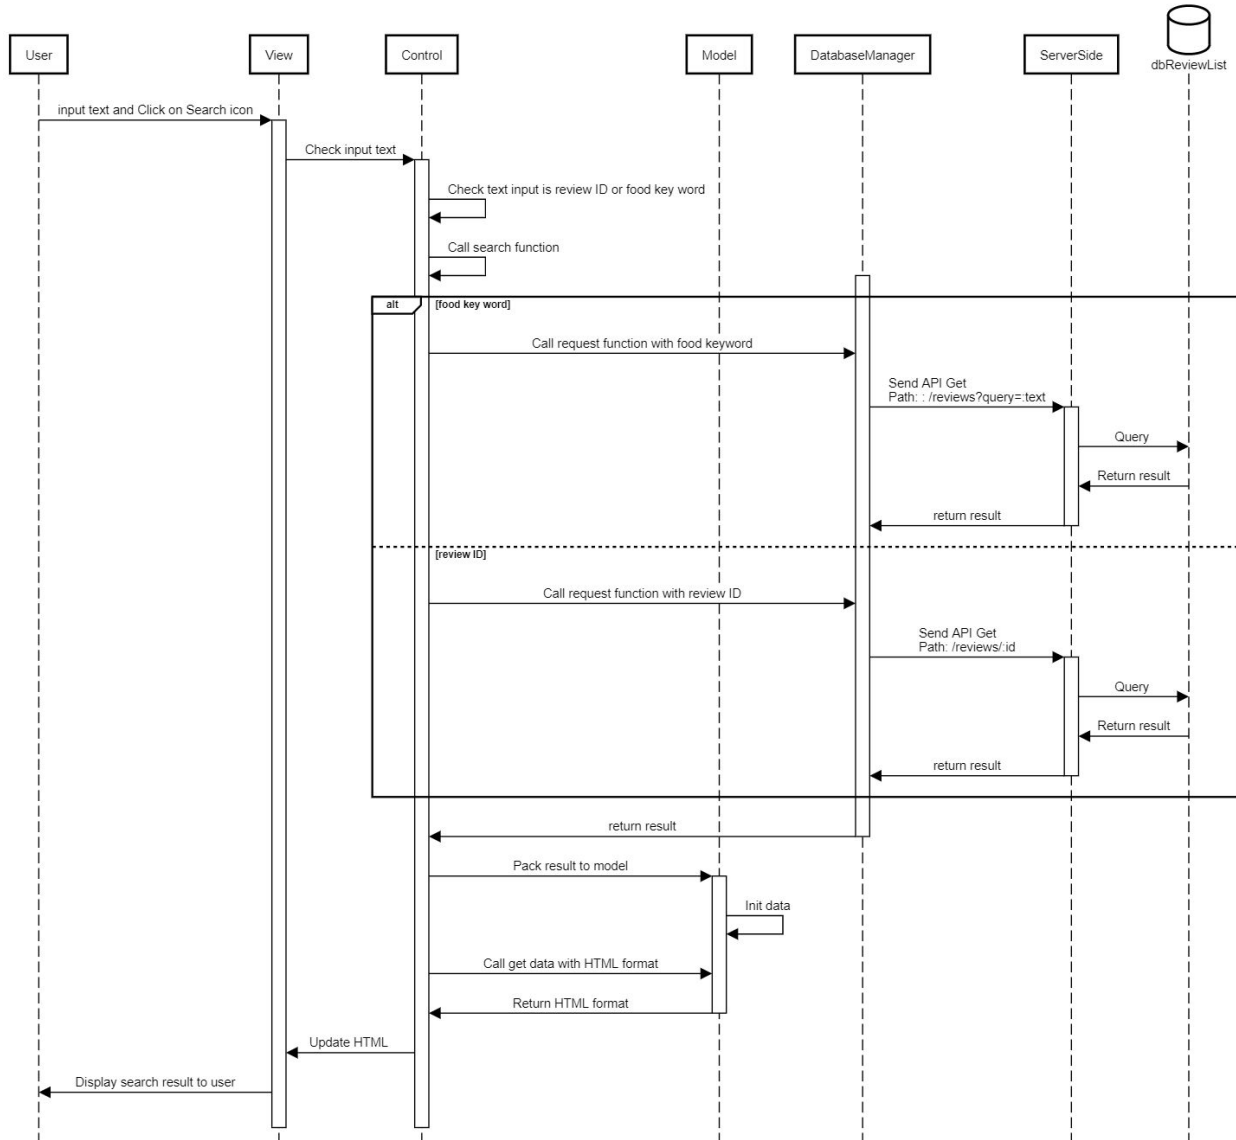 User
View
Control
Model
DatabaseManager
ServerSide
dbReviewList
input text and Click on Search icon
Check input text
Check text input is review ID or food key word
Call search function
alt
[food key word]
Call request function with food keyword
Send API Get
Path: : /reviews?query=:text
Query
Return result
return result
[review ID]
Call request function with review ID
Send API Get
Path: /reviews/:id
Query
Return result
return result
return result
Pack result to model
Init data
Call get data with HTML format
Return HTML format
Update HTML
Display search result to user